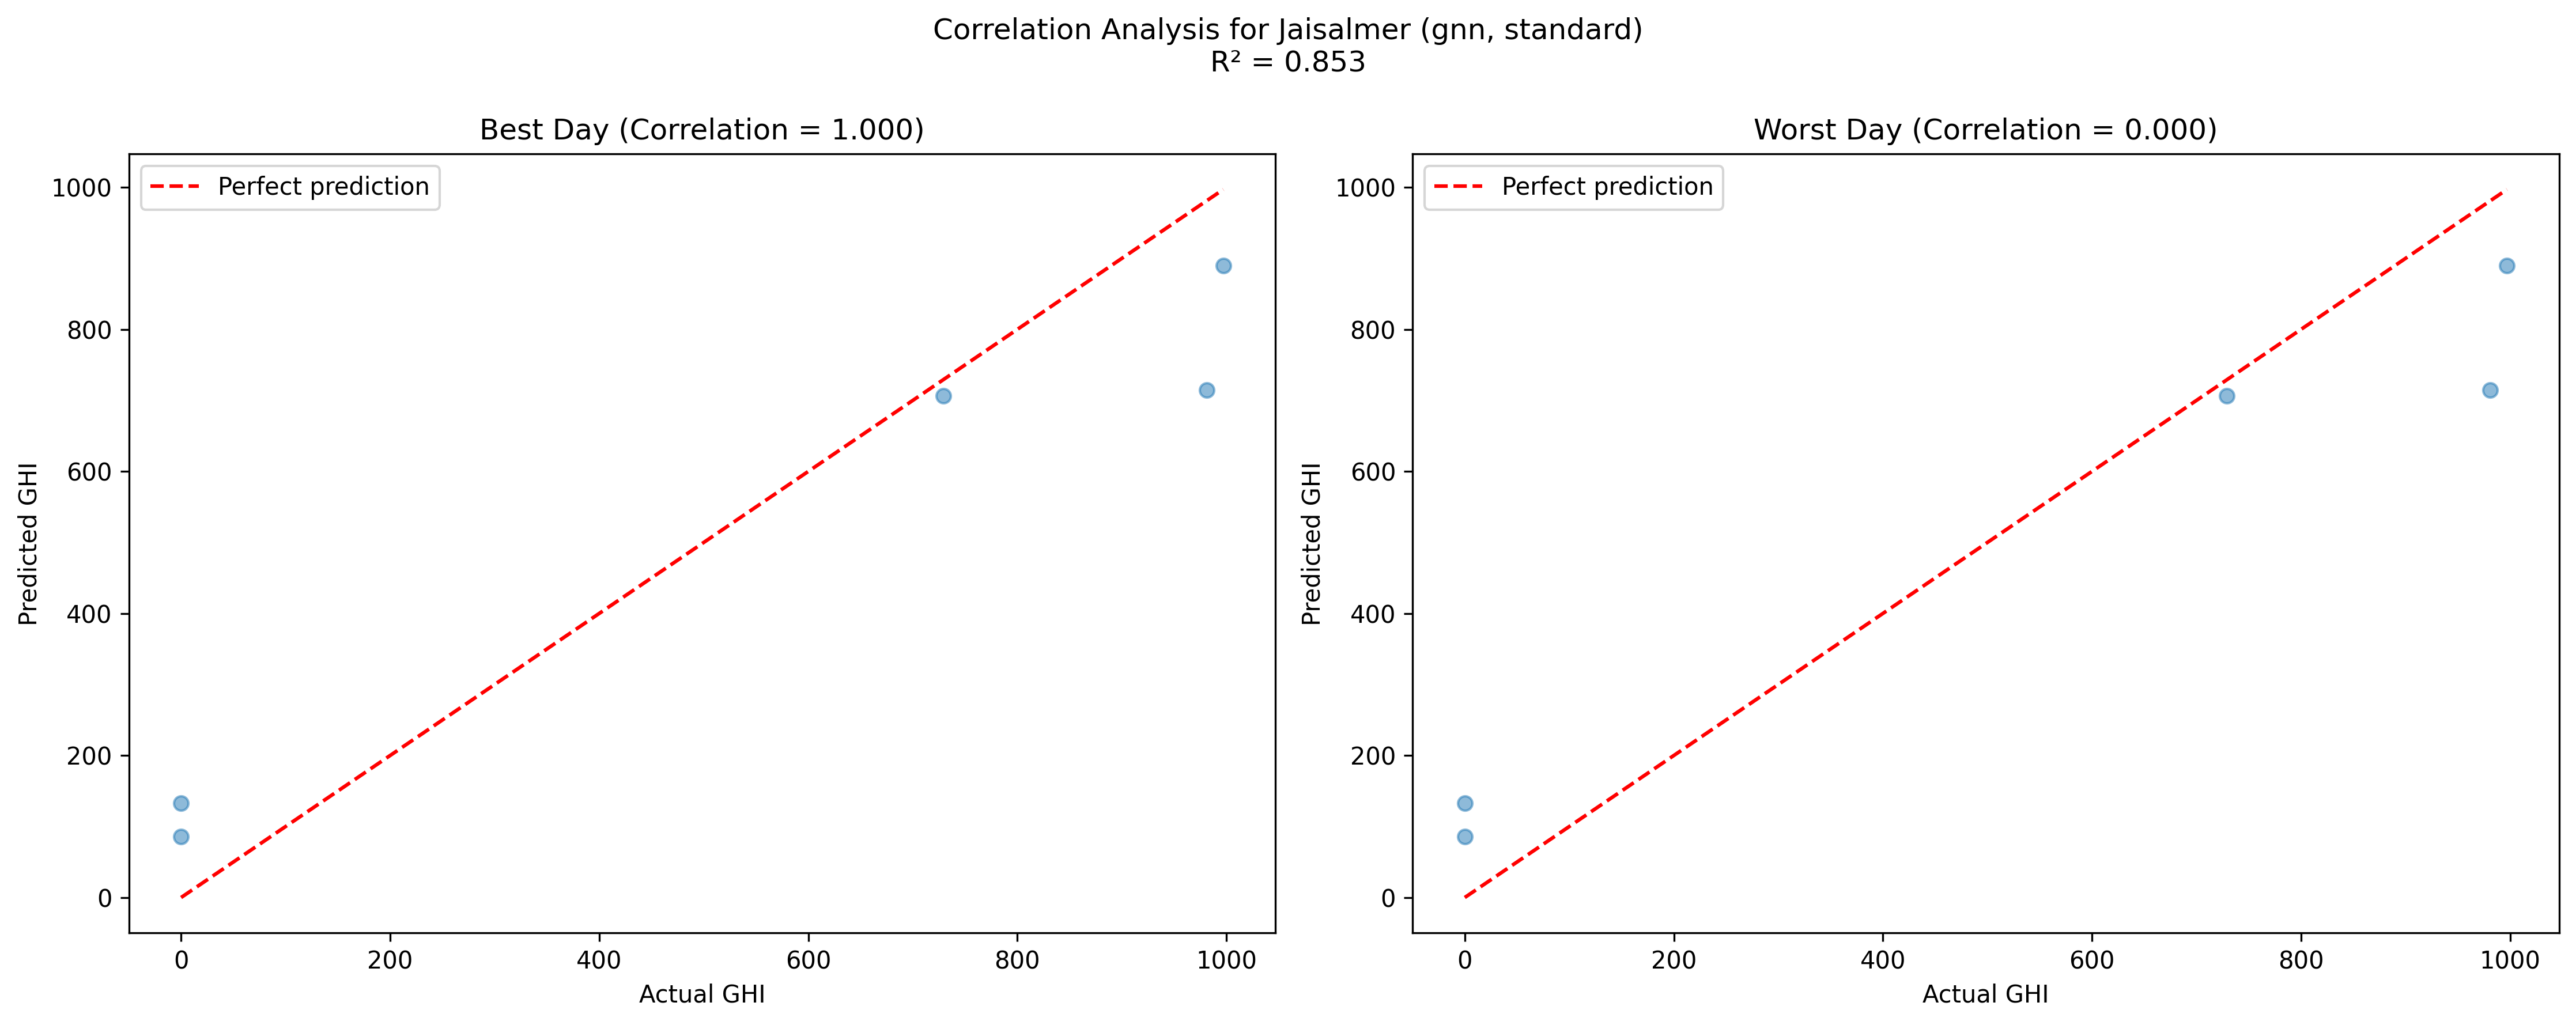 Correlation Analysis for Jaisalmer (gnn, standard)
R² = 0.853
Best Day (Correlation = 1.000)
Perfect prediction
1000
800
600
400
200
0
Predicted GHI
0 200 400 600 800 1000
Actual GHI
Worst Day (Correlation = 0.000)
Perfect prediction
1000
800
600
400
200
0
Predicted GHI
0 200 400 600 800 1000
Actual GHI